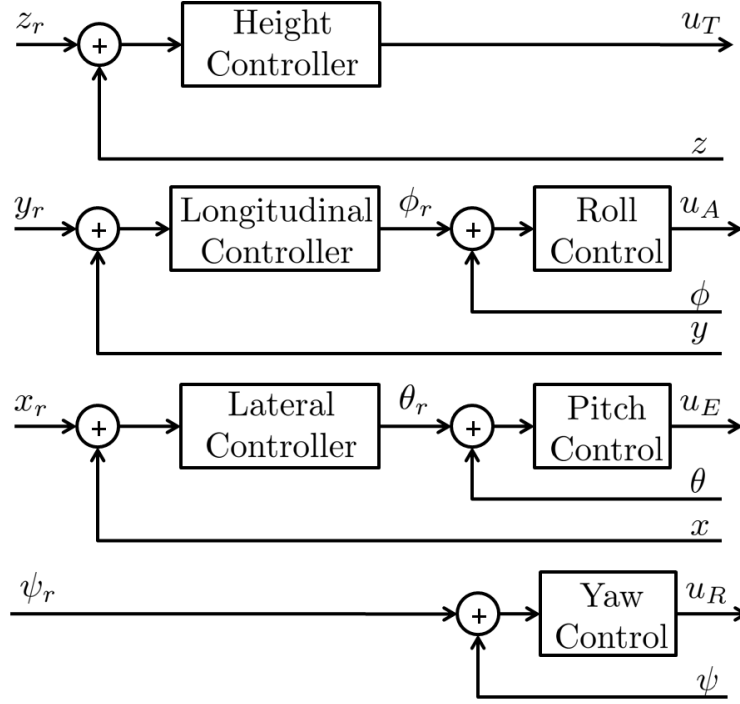 z_r
Height
Controller
u_T
+
z
y_r
Longitudinal
Controller
ϕ_r
Roll
Control
u_A
+
+
ϕ
y
x_r
Lateral
Controller
θ_r
Pitch
Control
u_E
+
+
θ
x
ψ_r
Yaw
Control
u_R
+
ψ